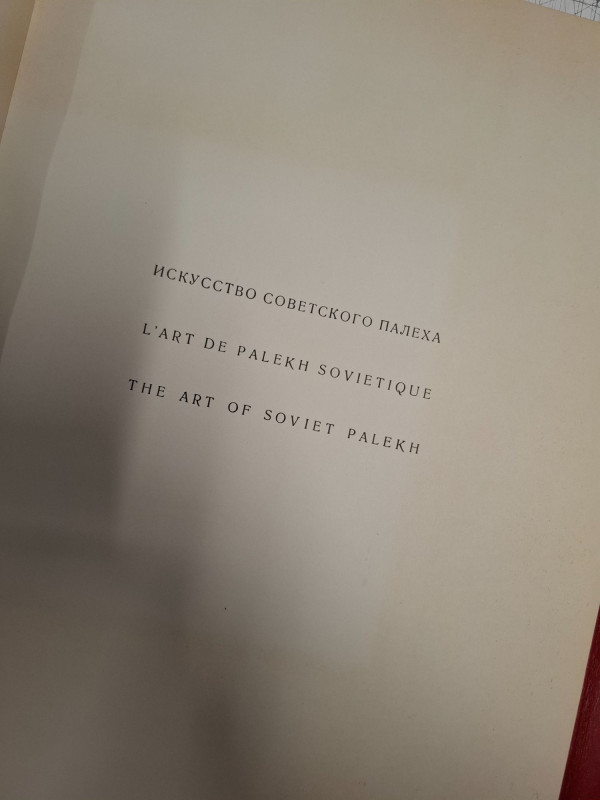 ИСКУССТВО СОВЕТСКОГО ПАЛЕХА
L'ART DE PALEKH SOVIETIQUE
THE ART OF SOVIET PALEKH